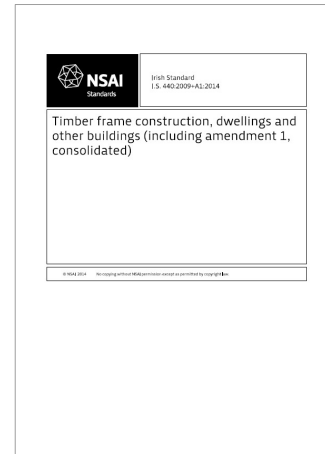 NSAI
Standards
Irish Standard
I.S. 440:2009+A1:2014
Timber frame construction, dwellings and
other buildings (including amendment 1,
consolidated)
© NSAI 2014 No copying without NSAI permission except as permitted by copyright law.